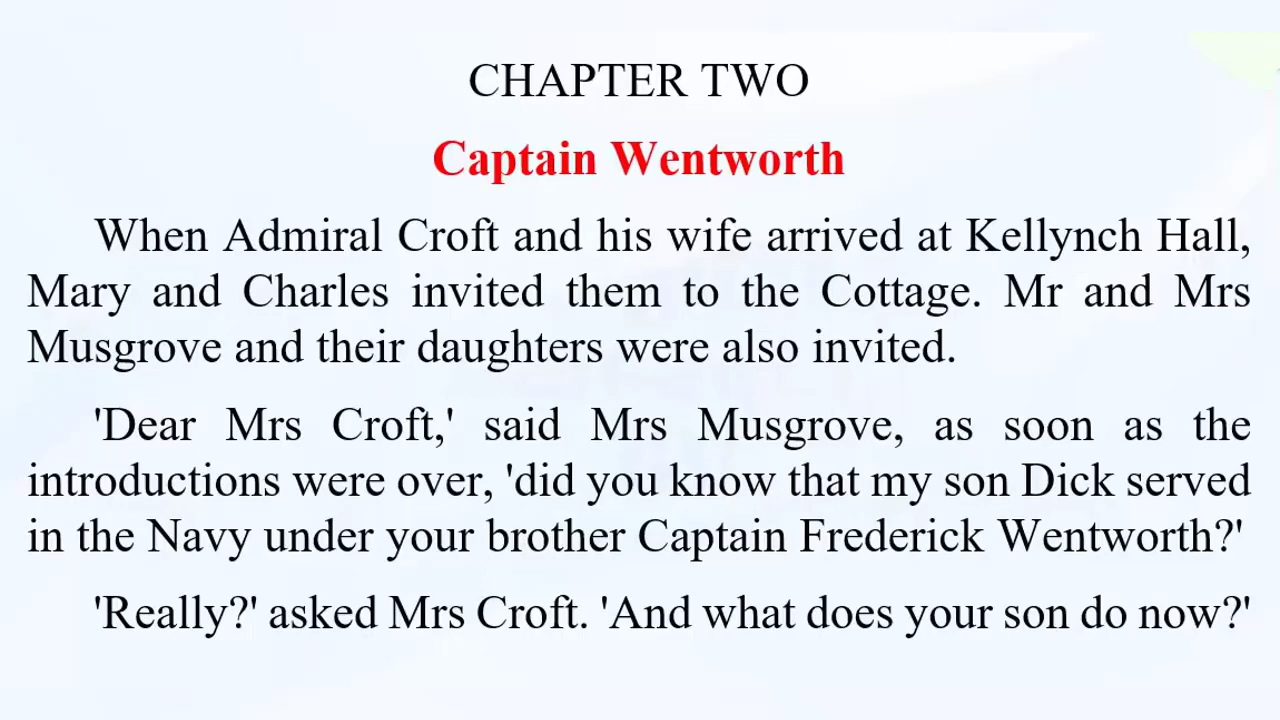 CHAPTER TWO
Captain Wentworth
When Admiral Croft and his wife arrived at Kellynch Hall,
Mary and Charles invited them to the Cottage. Mr and Mrs
Musgrove and their daughters were also invited.
'Dear Mrs Croft,' said Mrs Musgrove, as soon as the
introductions were over, 'did you know that my son Dick served
in the Navy under your brother Captain Frederick Wentworth?'
'Really?' asked Mrs Croft. 'And what does your son do now?'